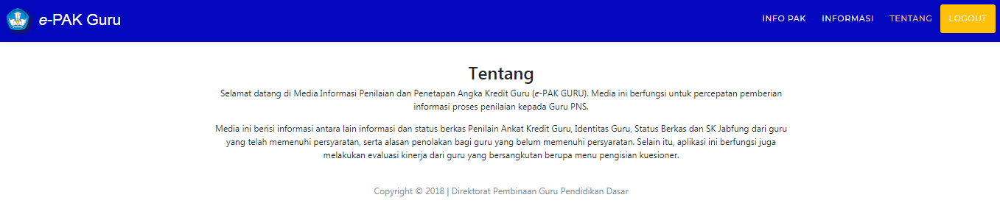 e-PAK Guru
INFO PAK
INFORMASI
TENTANG
LOGOUT
Tentang
Selamat datang di Media Informasi Penilaian dan Penetapan Angka Kredit Guru (e-PAK GURU). Media ini berfungsi untuk percepatan pemberian
informasi proses penilaian kepada Guru PNS.
Media ini berisi informasi antara lain informasi dan status berkas Penilain Ankat Kredit Guru, Identitas Guru, Status Berkas dan SK Jabfung dari guru
yang telah memenuhi persyaratan, serta alasan penolakan bagi guru yang belum memenuhi persyaratan. Selain itu, aplikasi ini berfungsi juga
melakukan evaluasi kinerja dari guru yang bersangkutan berupa menu pengisian kuesioner.
Copyright © 2018 | Direktorat Pembinaan Guru Pendidikan Dasar